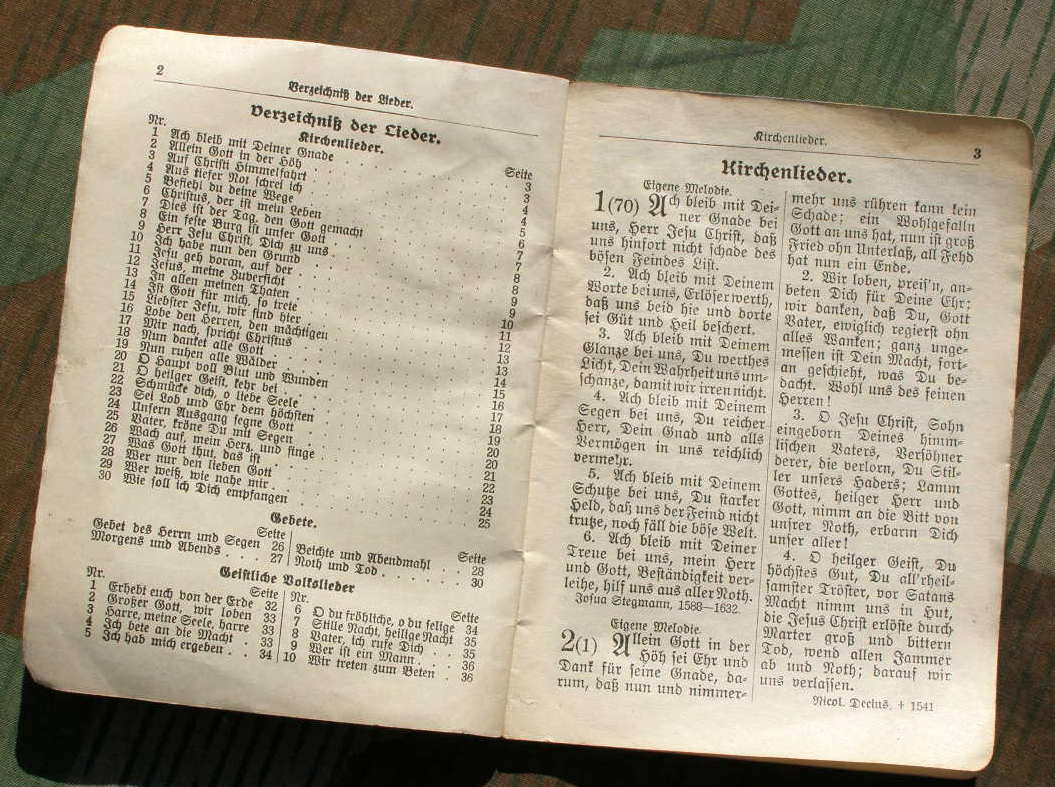 2
Verzeichniß der Lieder.
Verzeichniß der Lieder.
Kirchenlieder.
Nr. Seite
1 Ach bleib mit Deiner Gnade . . . 3
2 Allein Gott in der Höh . . . 3
3 Auf Christi Himmelfahrt . . . 4
4 Aus tiefer Not schrei ich . . . 4
5 Befiehl du deine Wege . . . 5
6 Christus, der ist mein Leben . . . 6
7 Dies ist der Tag, den Gott gemacht . . . 7
8 Ein feste Burg ist unser Gott . . . 7
9 Herr Jesu Christ, Dich zu uns . . . 8
10 Ich habe nun den Grund . . . 8
11 Jesu geh voran, auf der . . . 9
12 Jesus, meine Zuversicht . . . 9
13 In allen meinen Thaten . . . 10
14 Ist Gott für mich, so trete . . . 11
15 Liebster Jesu, wir sind hier . . . 12
16 Lobe den Herren, den mächtigen . . . 13
17 Mir nach, spricht Christus . . . 13
18 Nun danket alle Gott . . . 14
19 Nun ruhen alle Wälder . . . 15
20 O Haupt voll Blut und Wunden . . . 16
21 O heilger Geist, kehr bei . . . 17
22 Schmücke dich, o liebe Seele . . . 18
23 Sei Lob und Ehr dem höchsten . . . 19
24 Unsern Ausgang segne Gott . . . 20
25 Vater, kröne Du mit Segen . . . 20
26 Wach auf, mein Herz, und singe . . . 21
27 Was Gott thut, das ist . . . 22
28 Wer nur den lieben Gott . . . 23
29 Wer weiß, wie nahe mir . . . 24
30 Wie soll ich Dich empfangen . . . 25
Gebete.
Seite
Gebet des Herrn und Segen 26
Morgens und Abends . . . 27
Seite
Beichte und Abendmahl 28
Noth und Tod . . . 30
Geistliche Volkslieder
Nr. Seite
1 Erhebt euch von der Erde 32
2 Großer Gott, wir loben 33
3 Harre, meine Seele, harre 33
4 Ich bete an die Macht . 33
5 Ich hab mich ergeben . . 34
Nr. Seite
6 O du fröhliche, o du selige 34
7 Stille Nacht, heilige Nacht 35
8 Vater, ich rufe Dich . . 35
9 Wer ist ein Mann . . . 36
10 Wir treten zum Beten . 36
Kirchenlieder.
3
Kirchenlieder.
Eigene Melodie.
1(70) Ach bleib mit Dei-
ner Gnade bei
uns, Herr Jesu Christ, daß
uns hinfort nicht schade des
bösen Feindes List.
2. Ach bleib mit Deinem
Worte bei uns, Erlöser werth,
daß uns beid hie und dorte
sei Güt und Heil beschert.
3. Ach bleib mit Deinem
Glanze bei uns, Du werthes
Licht, Dein Wahrheit uns um-
schanze, damit wir irren nicht.
4. Ach bleib mit Deinem
Segen bei uns, Du reicher
Herr, Dein Gnad und alls
Vermögen in uns reichlich
vermehr.
5. Ach bleib mit Deinem
Schutze bei uns, Du starker
Held, daß uns der Feind nicht
trutze, noch fäll die böse Welt.
6. Ach bleib mit Deiner
Treue bei uns, mein Herr
und Gott, Beständigkeit ver-
leihe, hilf uns aus aller Noth.
Josua Stegmann, 1588—1632.
Eigene Melodie.
2(1) Allein Gott in der
Höh sei Ehr und
Dank für seine Gnade, da-
rum, daß nun und nimmer-
mehr uns rühren kann kein
Schade; ein Wohlgefalln
Gott an uns hat, nun ist groß
Fried ohn Unterlaß, all Fehd
hat nun ein Ende.
2. Wir loben, preis'n, an-
beten Dich für Deine Ehr;
wir danken, daß Du, Gott
Vater, ewiglich regierst ohn
alles Wanken; ganz unge-
messen ist Dein Macht, fort-
an geschieht, was Du be-
dacht. Wohl uns des feinen
Herren!
3. O Jesu Christ, Sohn
eingeborn Deines himm-
lischen Vaters, Versöhner
derer, die verlorn, Du Stil-
ler unsers Haders; Lamm
Gottes, heilger Herr und
Gott, nimm an die Bitt von
unsrer Noth, erbarm Dich
unser aller!
4. O heilger Geist, Du
höchstes Gut, Du all'rheil-
samster Tröster, vor Satans
Macht nimm uns in Hut,
die Jesus Christ erlöste durch
Marter groß und bittern
Tod, wend allen Jammer
ab und Noth; darauf wir
uns verlassen.
Nicol. Decius, + 1541